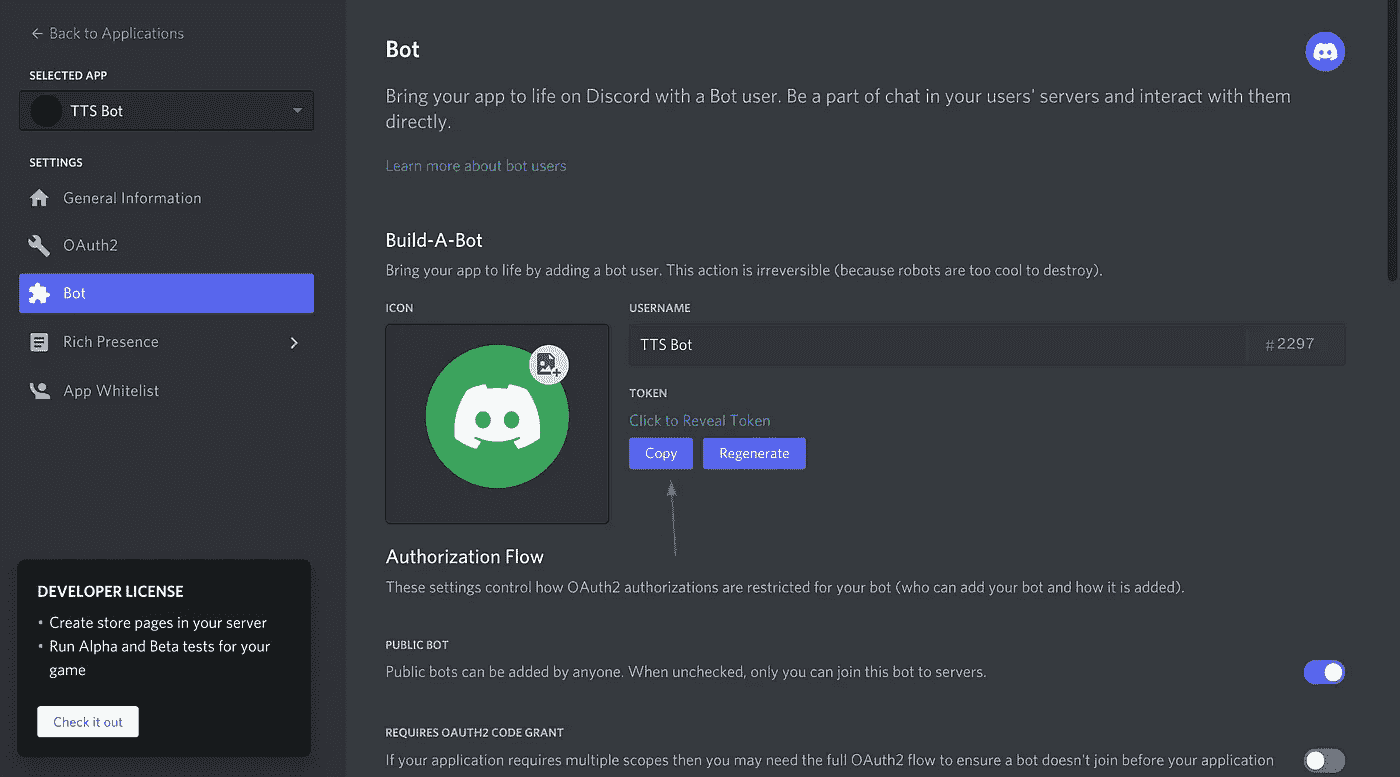 ← Back to Applications
SELECTED APP
TTS Bot
SETTINGS
General Information
OAuth2
Bot
Rich Presence
App Whitelist
DEVELOPER LICENSE
• Create store pages in your server
• Run Alpha and Beta tests for your
game
Check it out
Bot
Bring your app to life on Discord with a Bot user. Be a part of chat in your users' servers and interact with them
directly.
Learn more about bot users
Build-A-Bot
Bring your app to life by adding a bot user. This action is irreversible (because robots are too cool to destroy).
ICON
USERNAME
TTS Bot #2297
TOKEN
Click to Reveal Token
Copy Regenerate
Authorization Flow
These settings control how OAuth2 authorizations are restricted for your bot (who can add your bot and how it is added).
PUBLIC BOT
Public bots can be added by anyone. When unchecked, only you can join this bot to servers.
REQUIRES OAUTH2 CODE GRANT
If your application requires multiple scopes then you may need the full OAuth2 flow to ensure a bot doesn't join before your application